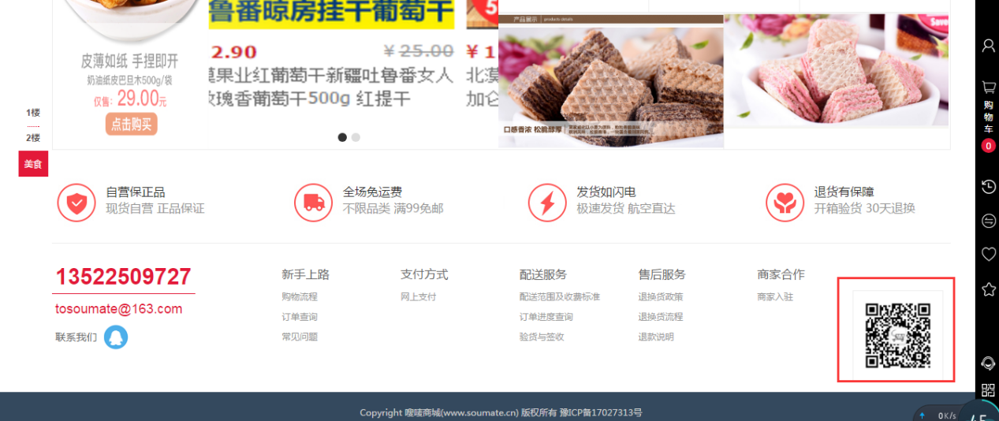 鲁番晾房挂干葡萄干
产品展示 products details
皮薄如纸 手捏即开
奶油纸皮巴旦木500g/袋
仅售：29.00元
点击购买
2.90 ￥25.00
果业红葡萄干新疆吐鲁番女人
玫瑰香葡萄干500g 红提干
￥1
北漠
加仑
口感香浓 松脆醇厚
1楼
2楼
美食
购物车
0
自营保正品
现货自营 正品保证
全场免运费
不限品类 满99免邮
发货如闪电
极速发货 航空直达
退货有保障
开箱验货 30天退换
13522509727
tosoumate@163.com
联系我们
新手上路
购物流程
订单查询
常见问题
支付方式
网上支付
配送服务
配送范围及收费标准
订单进度查询
验货与签收
售后服务
退换货政策
退换货流程
退款说明
商家合作
商家入驻
Copyright 嗖唛商城(www.soumate.cn) 版权所有 豫ICP备17027313号
0K/s